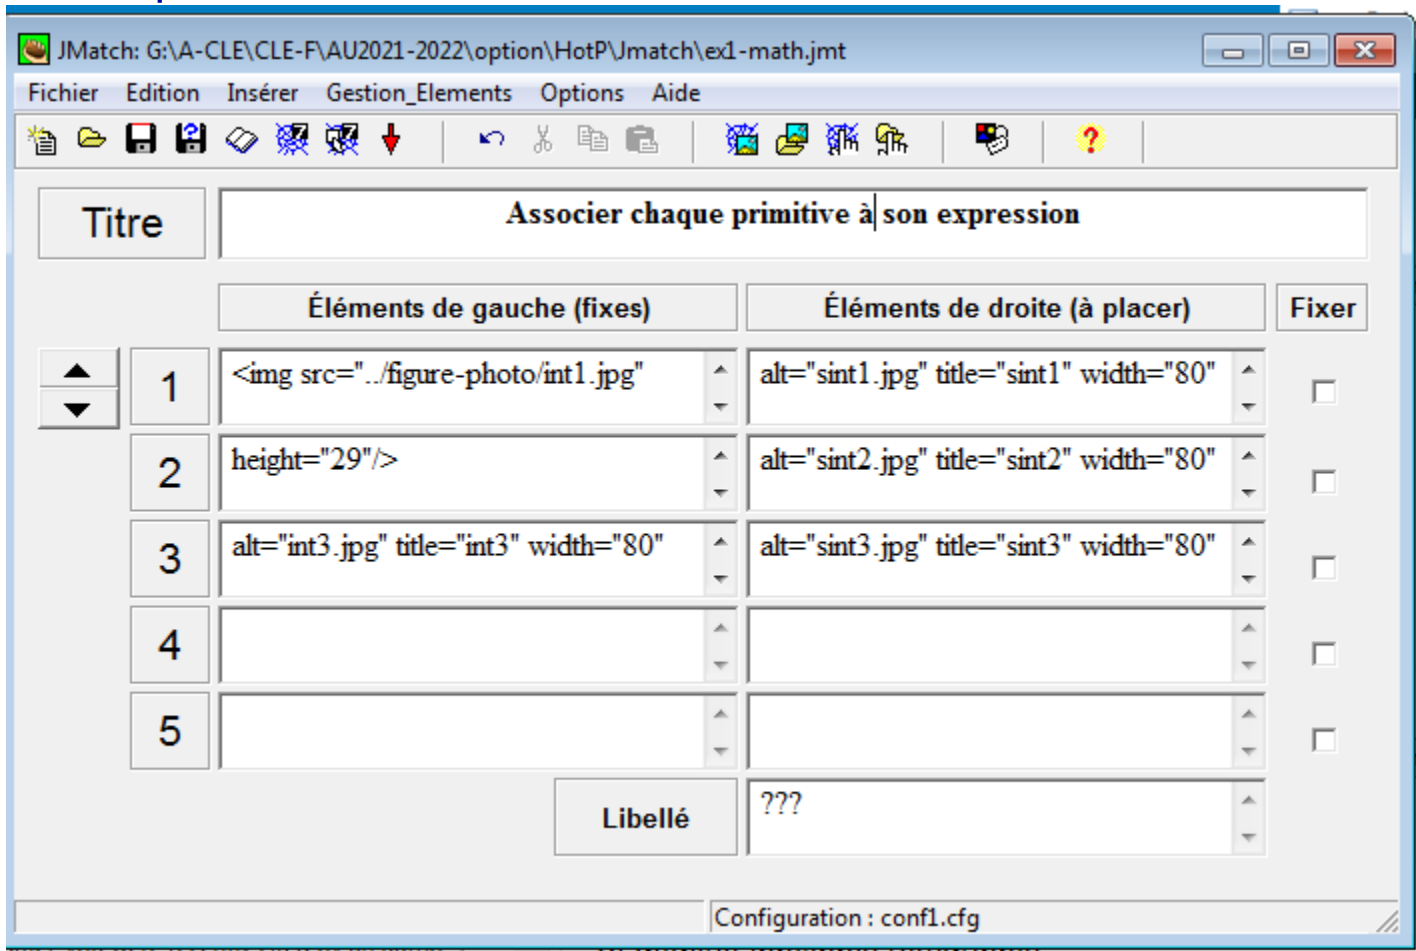 JMatch: G:\A-CLE\CLE-F\AU2021-2022\option\HotP\Jmatch\ex1-math.jmt
Fichier Edition Insérer Gestion_Elements Options Aide
Titre Associer chaque primitive à son expression
Éléments de gauche (fixes) Éléments de droite (à placer) Fixer
1 <img src="../figure-photo/int1.jpg" alt="sint1.jpg" title="sint1" width="80"
2 height="29"/> alt="sint2.jpg" title="sint2" width="80"
3 alt="int3.jpg" title="int3" width="80" alt="sint3.jpg" title="sint3" width="80"
4
5
Libellé ???
Configuration : conf1.cfg